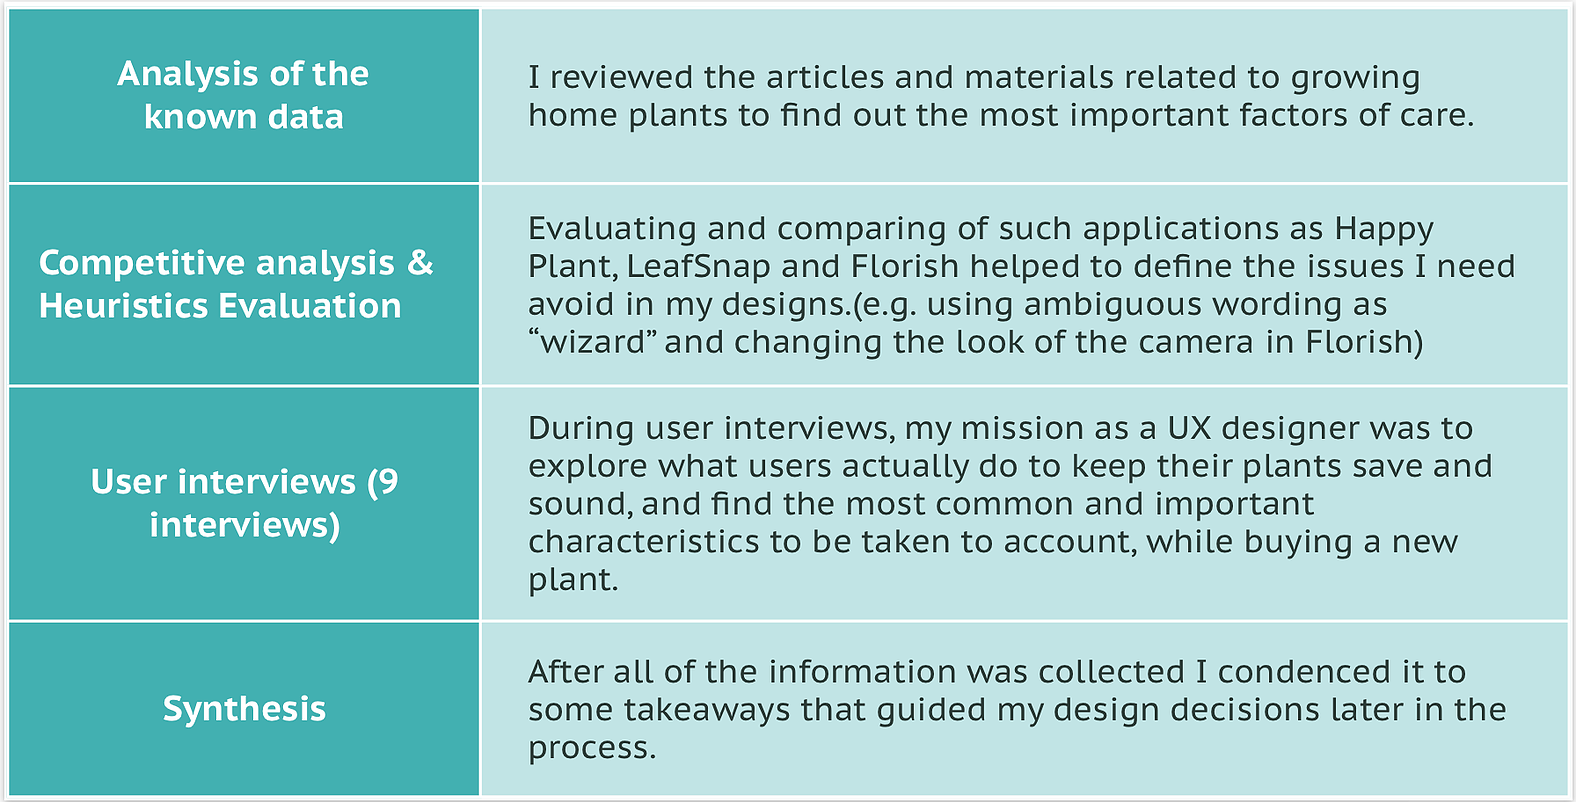 Analysis of the
known data
I reviewed the articles and materials related to growing
home plants to find out the most important factors of care.
Competitive analysis &
Heuristics Evaluation
Evaluating and comparing of such applications as Happy
Plant, LeafSnap and Florish helped to define the issues I need
avoid in my designs.(e.g. using ambiguous wording as
“wizard” and changing the look of the camera in Florish)
User interviews (9
interviews)
During user interviews, my mission as a UX designer was to
explore what users actually do to keep their plants save and
sound, and find the most common and important
characteristics to be taken to account, while buying a new
plant.
Synthesis
After all of the information was collected I condenced it to
some takeaways that guided my design decisions later in the
process.